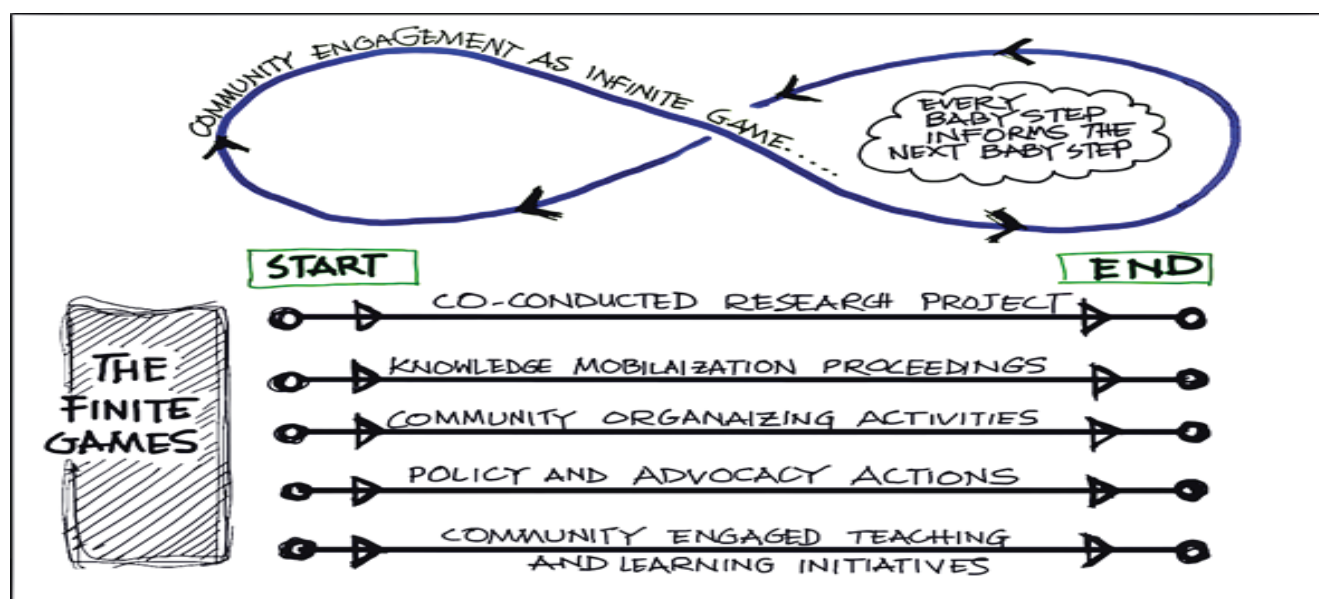 COMMUNITY ENGAGEMENT AS INFINITE GAME.....
EVERY
BABY STEP
INFORMS THE
NEXT BABY STEP
START
END
THE
FINITE
GAMES
CO-CONDUCTED RESEARCH PROJECT
KNOWLEDGE MOBILAIZATION PROCEEDINGS
COMMUNITY ORGANAIZING ACTIVITIES
POLICY AND ADVOCACY ACTIONS
COMMUNITY ENGAGED TEACHING
AND LEARNING INITIATIVES